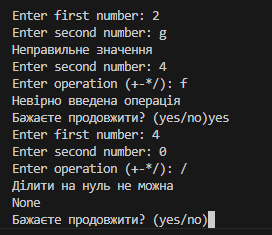 Enter first number: 2
Enter second number: g
Неправильне значення
Enter second number: 4
Enter operation (+-*/): f
Невірно введена операція
Бажаєте продовжити? (yes/no)yes
Enter first number: 4
Enter second number: 0
Enter operation (+-*/): /
Ділити на нуль не можна
None
Бажаєте продовжити? (yes/no)